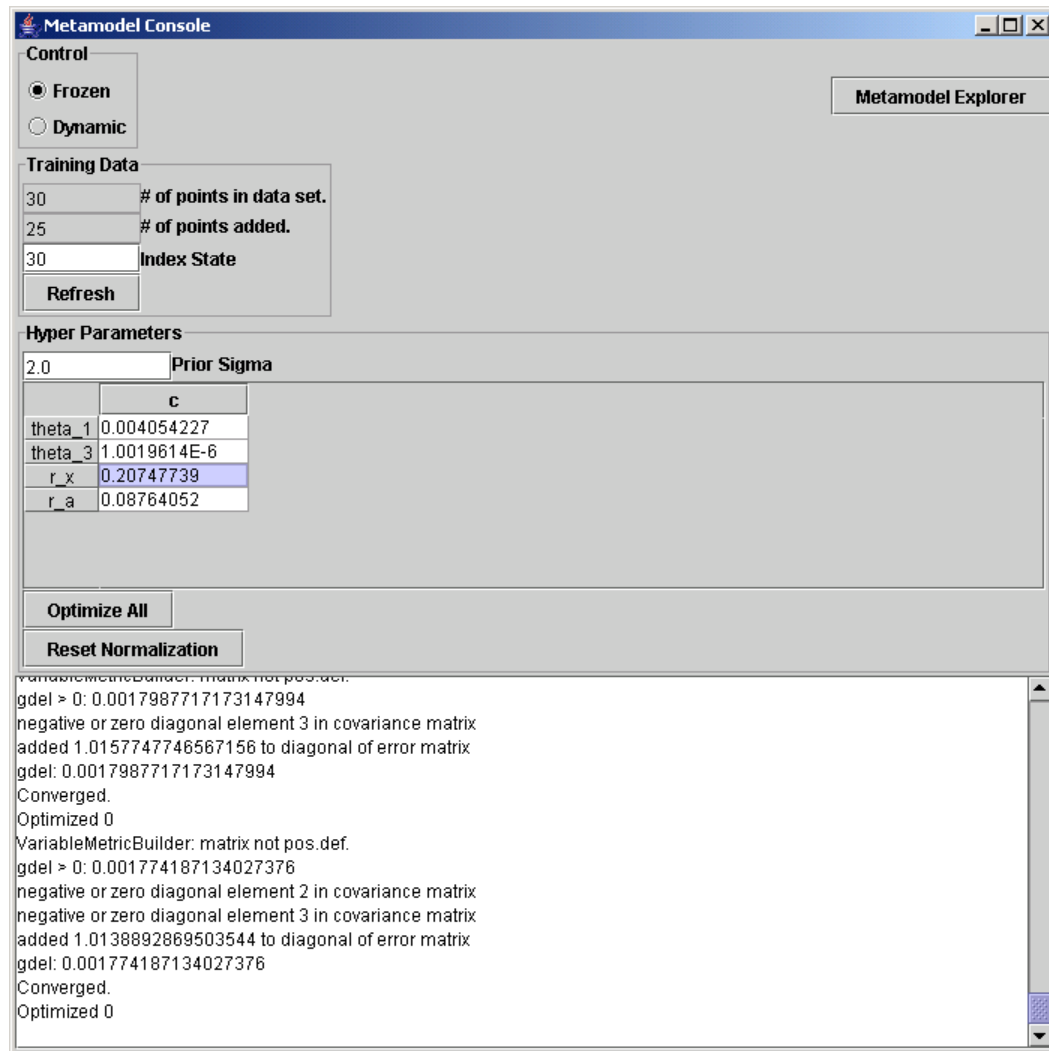 Metamodel Console
Control
Frozen
Metamodel Explorer
Dynamic
Training Data
30 # of points in data set.
25 # of points added.
30 Index State
Refresh
Hyper Parameters
2.0 Prior Sigma
c
theta_1 0.004054227
theta_3 1.0019614E-6
r_x 0.20747739
r_a 0.08764052
Optimize All
Reset Normalization
VariableMetricBuilder: matrix not pos.def.
gdel > 0: 0.0017987717173147994
negative or zero diagonal element 3 in covariance matrix
added 1.0157747746567156 to diagonal of error matrix
gdel: 0.0017987717173147994
Converged.
Optimized 0
VariableMetricBuilder: matrix not pos.def.
gdel > 0: 0.001774187134027376
negative or zero diagonal element 2 in covariance matrix
negative or zero diagonal element 3 in covariance matrix
added 1.0138892869503544 to diagonal of error matrix
gdel: 0.001774187134027376
Converged.
Optimized 0